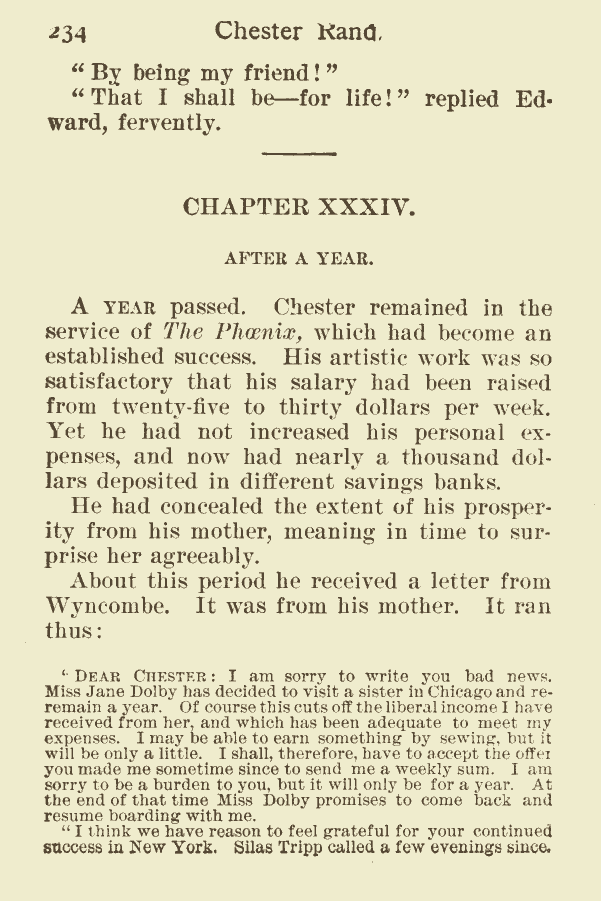 234 Chester Rand.
“By being my friend!”
“That I shall be—for life!” replied Ed-
ward, fervently.
CHAPTER XXXIV.
AFTER A YEAR.
A YEAR passed. Chester remained in the
service of The Phœnix, which had become an
established success. His artistic work was so
satisfactory that his salary had been raised
from twenty-five to thirty dollars per week.
Yet he had not increased his personal ex-
penses, and now had nearly a thousand dol-
lars deposited in different savings banks.
He had concealed the extent of his prosper-
ity from his mother, meaning in time to sur-
prise her agreeably.
About this period he received a letter from
Wyncombe. It was from his mother. It ran
thus:
“DEAR CHESTER: I am sorry to write you bad news.
Miss Jane Dolby has decided to visit a sister in Chicago and re-
remain a year. Of course this cuts off the liberal income I have
received from her, and which has been adequate to meet my
expenses. I may be able to earn something by sewing, but it
will be only a little. I shall, therefore, have to accept the offer
you made me sometime since to send me a weekly sum. I am
sorry to be a burden to you, but it will only be for a year. At
the end of that time Miss Dolby promises to come back and
resume boarding with me.
“I think we have reason to feel grateful for your continued
success in New York. Silas Tripp called a few evenings since.